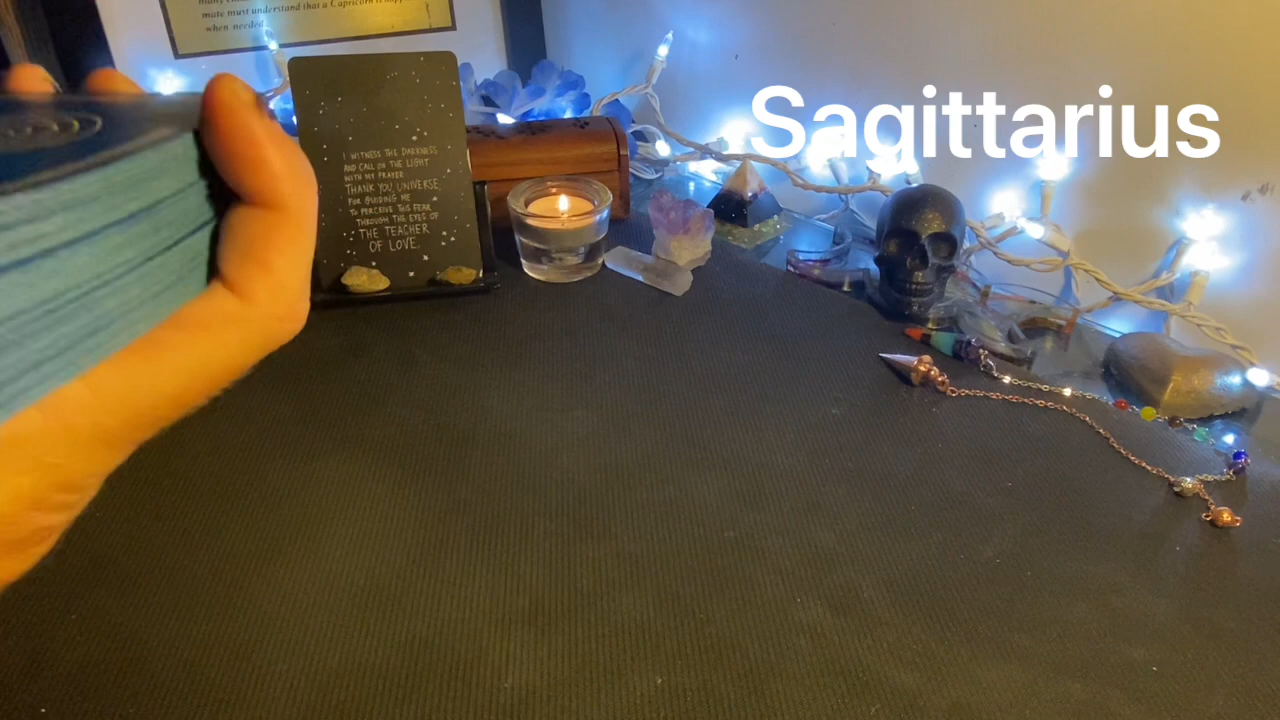 mate must understand that a Capricorn is
when needed.
Sagittarius
I WITNESS THE DARKNESS
AND CALL ON THE LIGHT
WITH MY PRAYER
THANK YOU, UNIVERSE,
FOR GUIDING ME
TO PERCEIVE THIS FEAR
THROUGH THE EYES OF
THE TEACHER
OF LOVE.